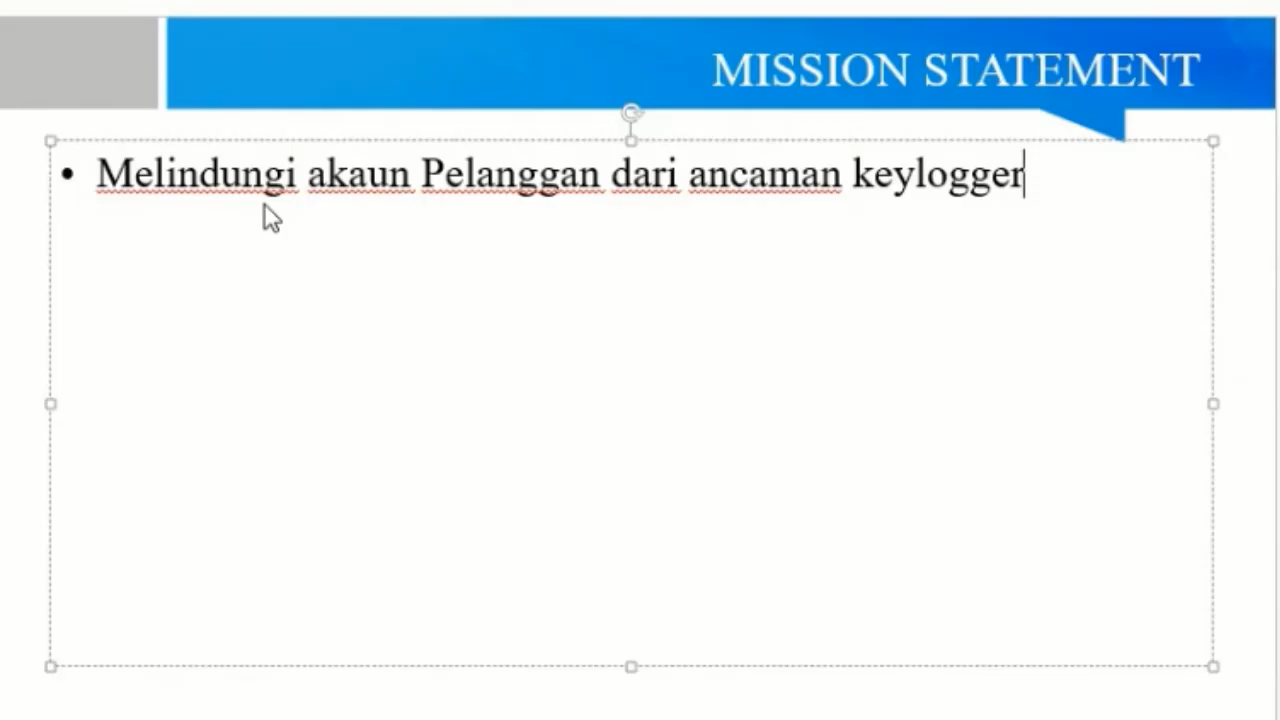 MISSION STATEMENT
• Melindungi akaun Pelanggan dari ancaman keylogger